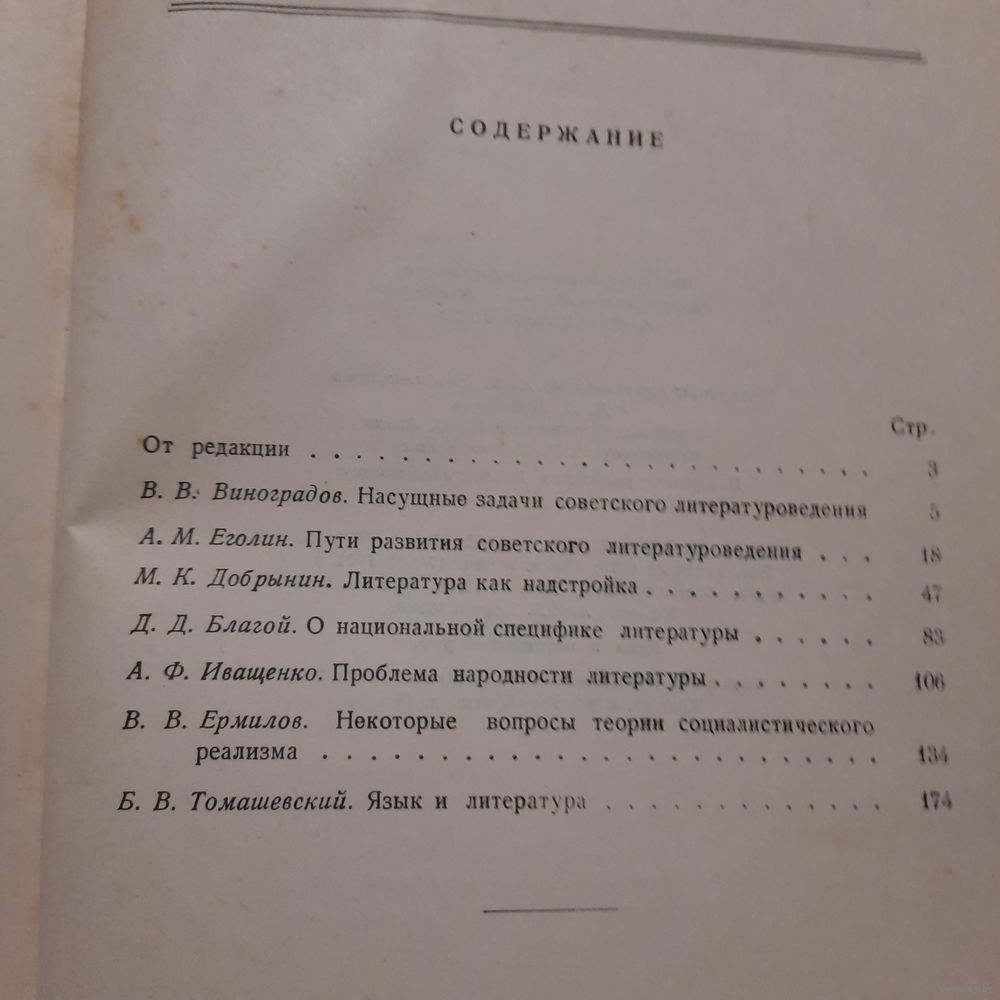 СОДЕРЖАНИЕ
Стр.
От редакции . . . . . . . . . . . . . . . . . . . . . . . . . 3
В. В. Виноградов. Насущные задачи советского литературоведения 5
А. М. Еголин. Пути развития советского литературоведения . . . 18
М. К. Добрынин. Литература как надстройка . . . . . . . . . . 47
Д. Д. Благой. О национальной специфике литературы . . . . . . 83
А. Ф. Иващенко. Проблема народности литературы . . . . . . . . 106
В. В. Ермилов. Некоторые вопросы теории социалистического
реализма . . . . . . . . . . . . . . . . . . . . . . . . 134
Б. В. Томашевский. Язык и литература . . . . . . . . . . . . 174